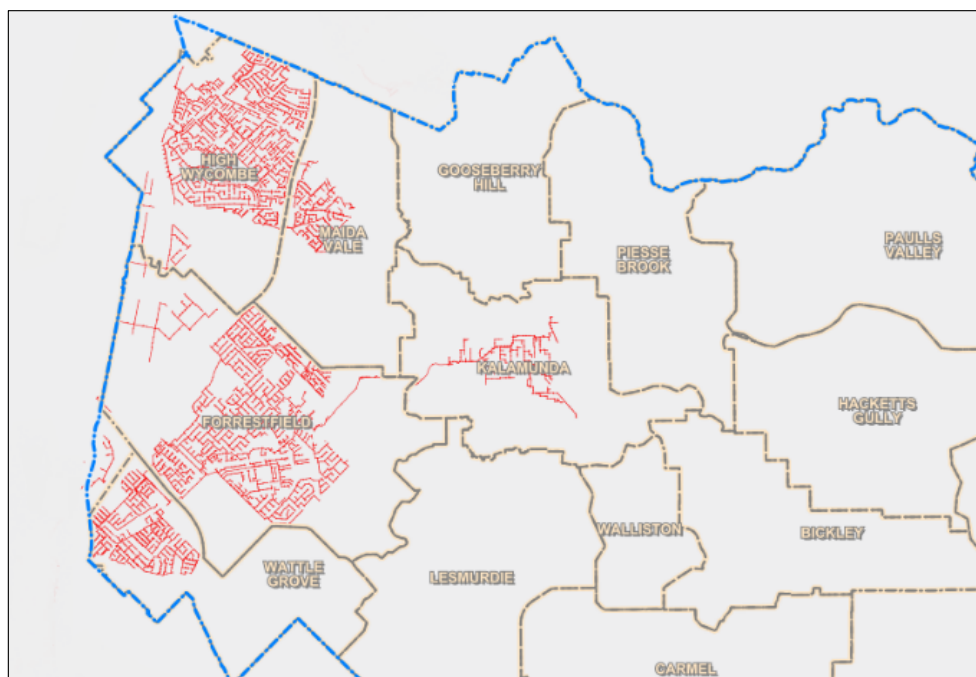 HIGH
WYCOMBE
GOOSEBERRY
HILL
MAIDA
VALE
PIESSE
BROOK
PAULLS
VALLEY
KALAMUNDA
HACKETTS
GULLY
FORRESTFIELD
WALLISTON
BICKLEY
WATTLE
GROVE
LESMURDIE
CARMEL